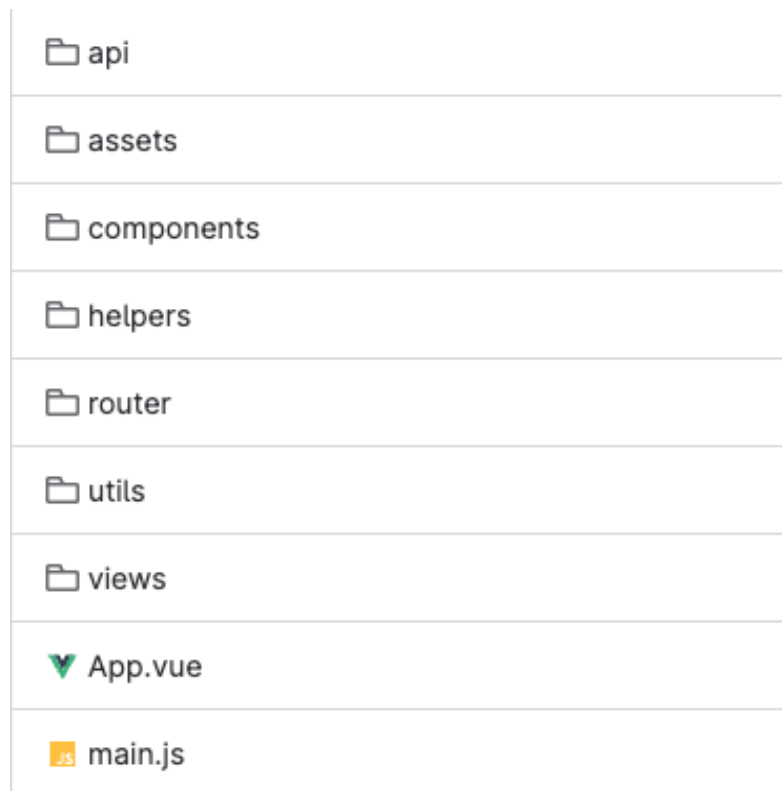 api
assets
components
helpers
router
utils
views
App.vue
JS main.js